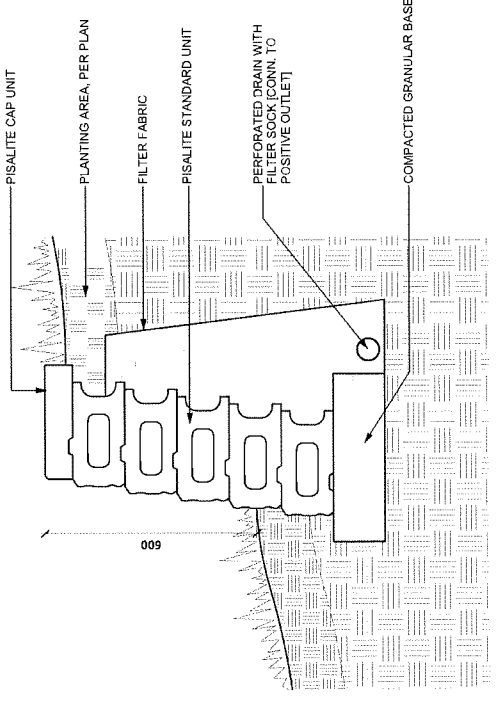 PISALITE CAP UNIT
PLANTING AREA, PER PLAN
FILTER FABRIC
PISALITE STANDARD UNIT
PERFORATED DRAIN WITH
FILTER SOCK [CONN. TO
POSITIVE OUTLET]
COMPACTED GRANULAR BASE
600